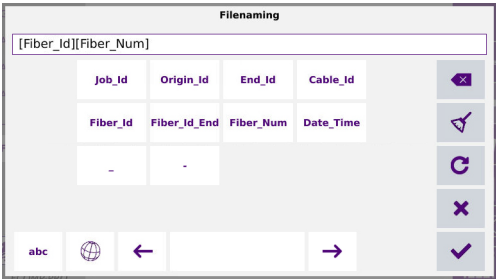 Filenaming
[Fiber_Id][Fiber_Num]
Job_Id Origin_Id End_Id Cable_Id
Fiber_Id Fiber_Id_End Fiber_Num Date_Time
_ -
abc